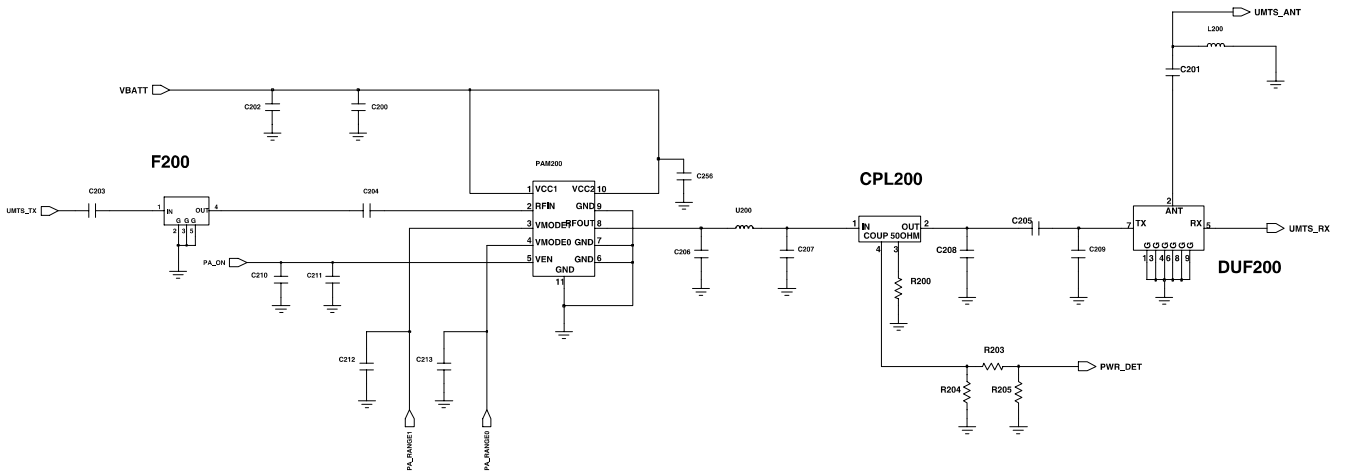 UMTS_ANT
L200
C201
VBATT
C202
C200
F200
PAM200
C256
CPL200
C203
UMTS_TX
1 IN OUT 4
G G G
2 3 5
C204
1 VCC1 VCC2 10
2 RFIN GND 9
3 VMODE1 RFOUT 8
4 VMODE0 GND 7
5 VEN GND 6
GND
11
PA_ON
C210
C211
C212
C213
PA_RANGE1
PA_RANGE0
C206
U200
C207
1 IN OUT 2
COUP 50OHM
4 3
R200
C208
C205
C209
2
ANT
7 TX RX 5
G G G G G G
1 3 4 6 8 9
UMTS_RX
DUF200
R203
R204
R205
PWR_DET